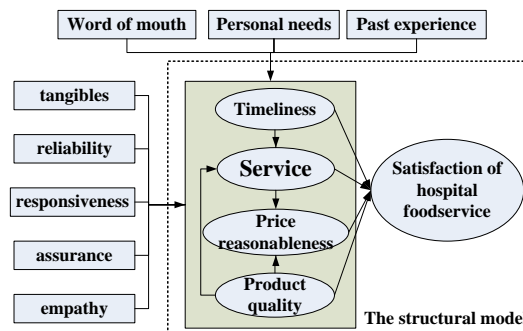 Word of mouth
Personal needs
Past experience
tangibles
reliability
responsiveness
assurance
empathy
Timeliness
Service
Price
reasonableness
Product
quality
Satisfaction of
hospital
foodservice
The structural mode